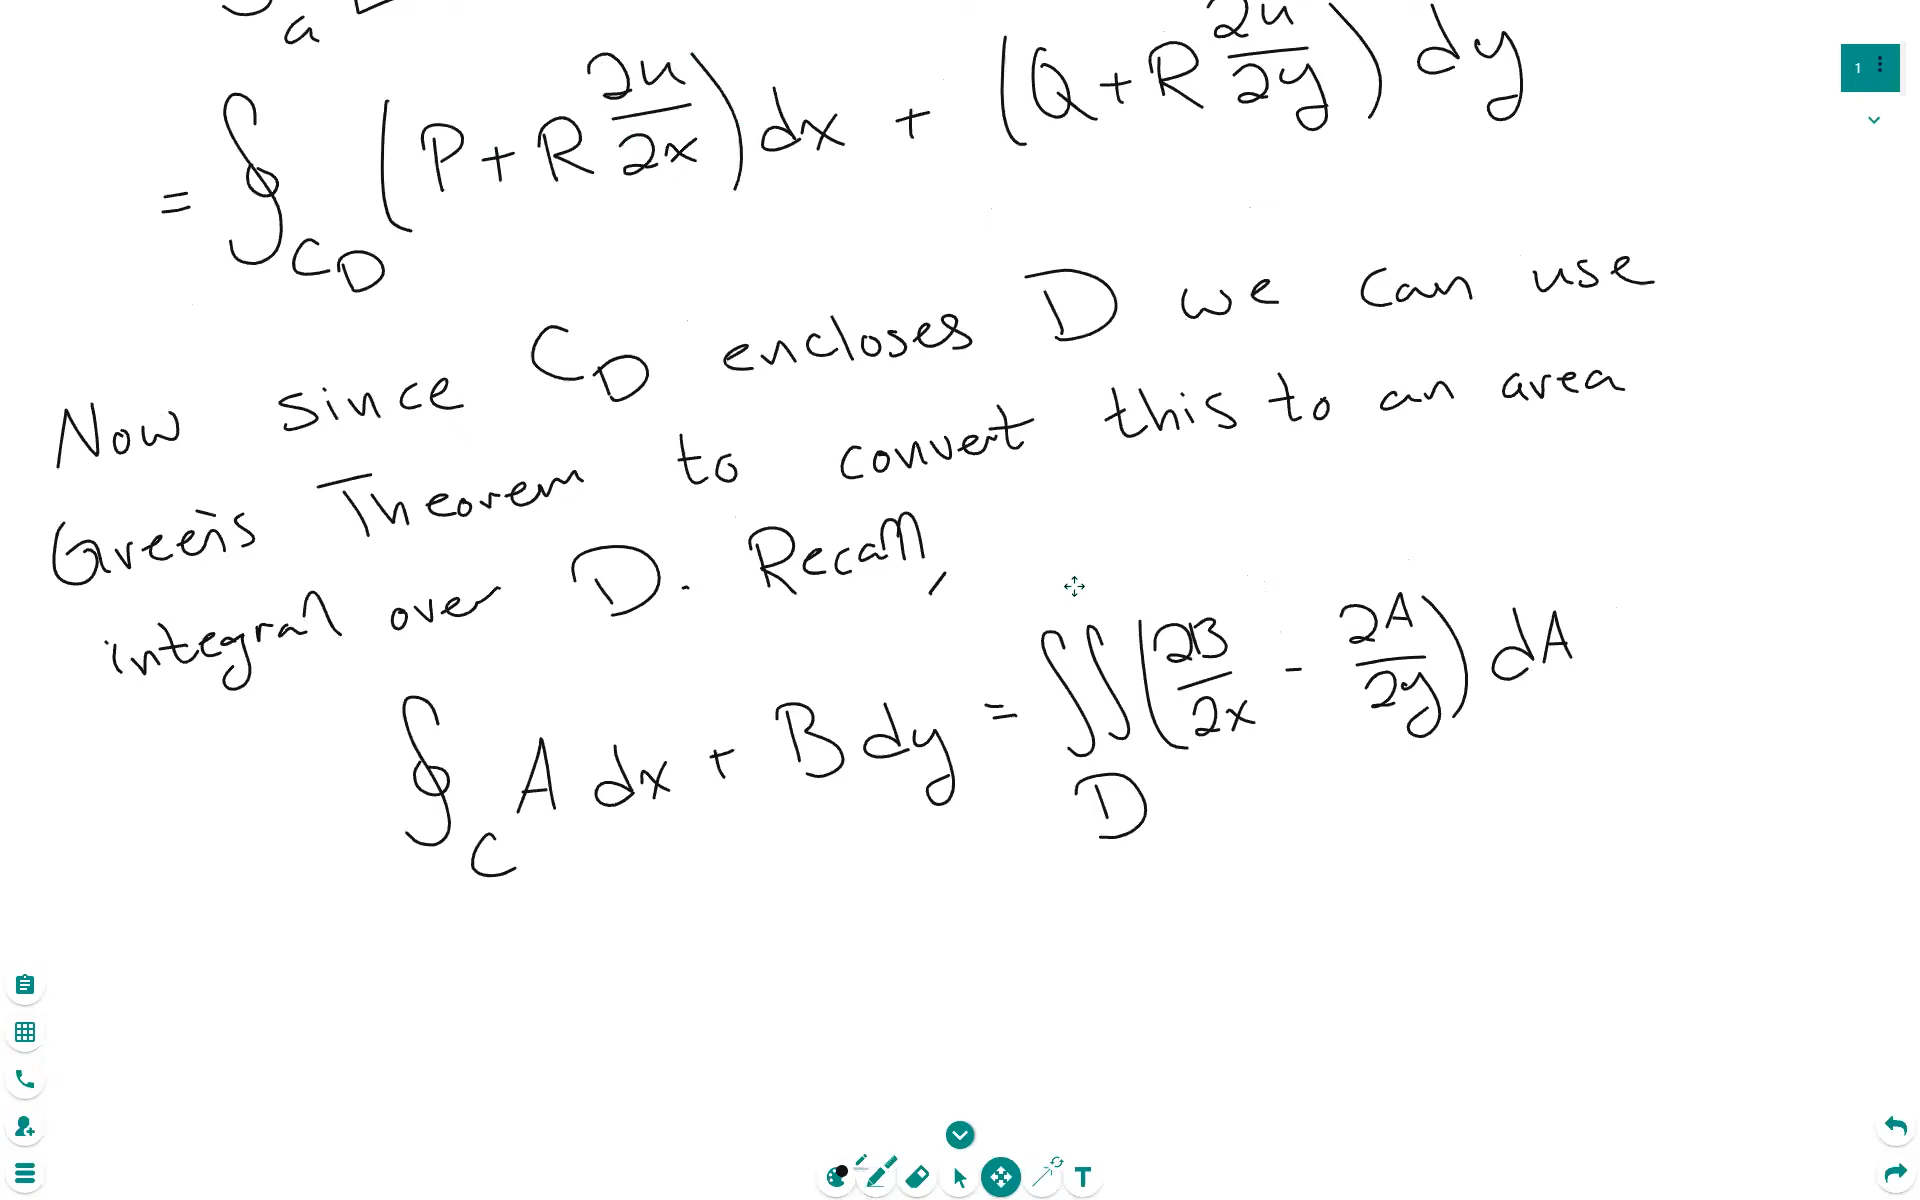 a
= ∮_{C_D} (P + R ∂u/∂x) dx + (Q + R ∂u/∂y) dy
Now since C_D encloses D we can use
Green's Theorem to convert this to an area
integral over D. Recall,
∮_C A dx + B dy = ∬_D (∂B/∂x - ∂A/∂y) dA
1
T